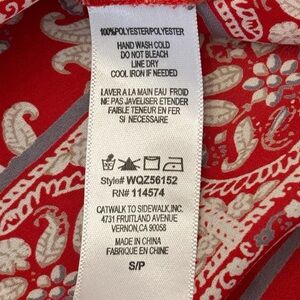 100%POLYESTER/POLYESTER
HAND WASH COLD
DO NOT BLEACH
LINE DRY
COOL IRON IF NEEDED
LAVER A LA MAIN EAU FROID
NE PAS JAVELISER ETENDER
FAIBLE TENEUR EN FER
SI NECESSAIRE
Style# WQZ56152
RN# 114574
CATWALK TO SIDEWALK,INC.
4731 FRUITLAND AVENUE
VERNON,CA 90058
MADE IN CHINA
FABRIQUE EN CHINE
S/P